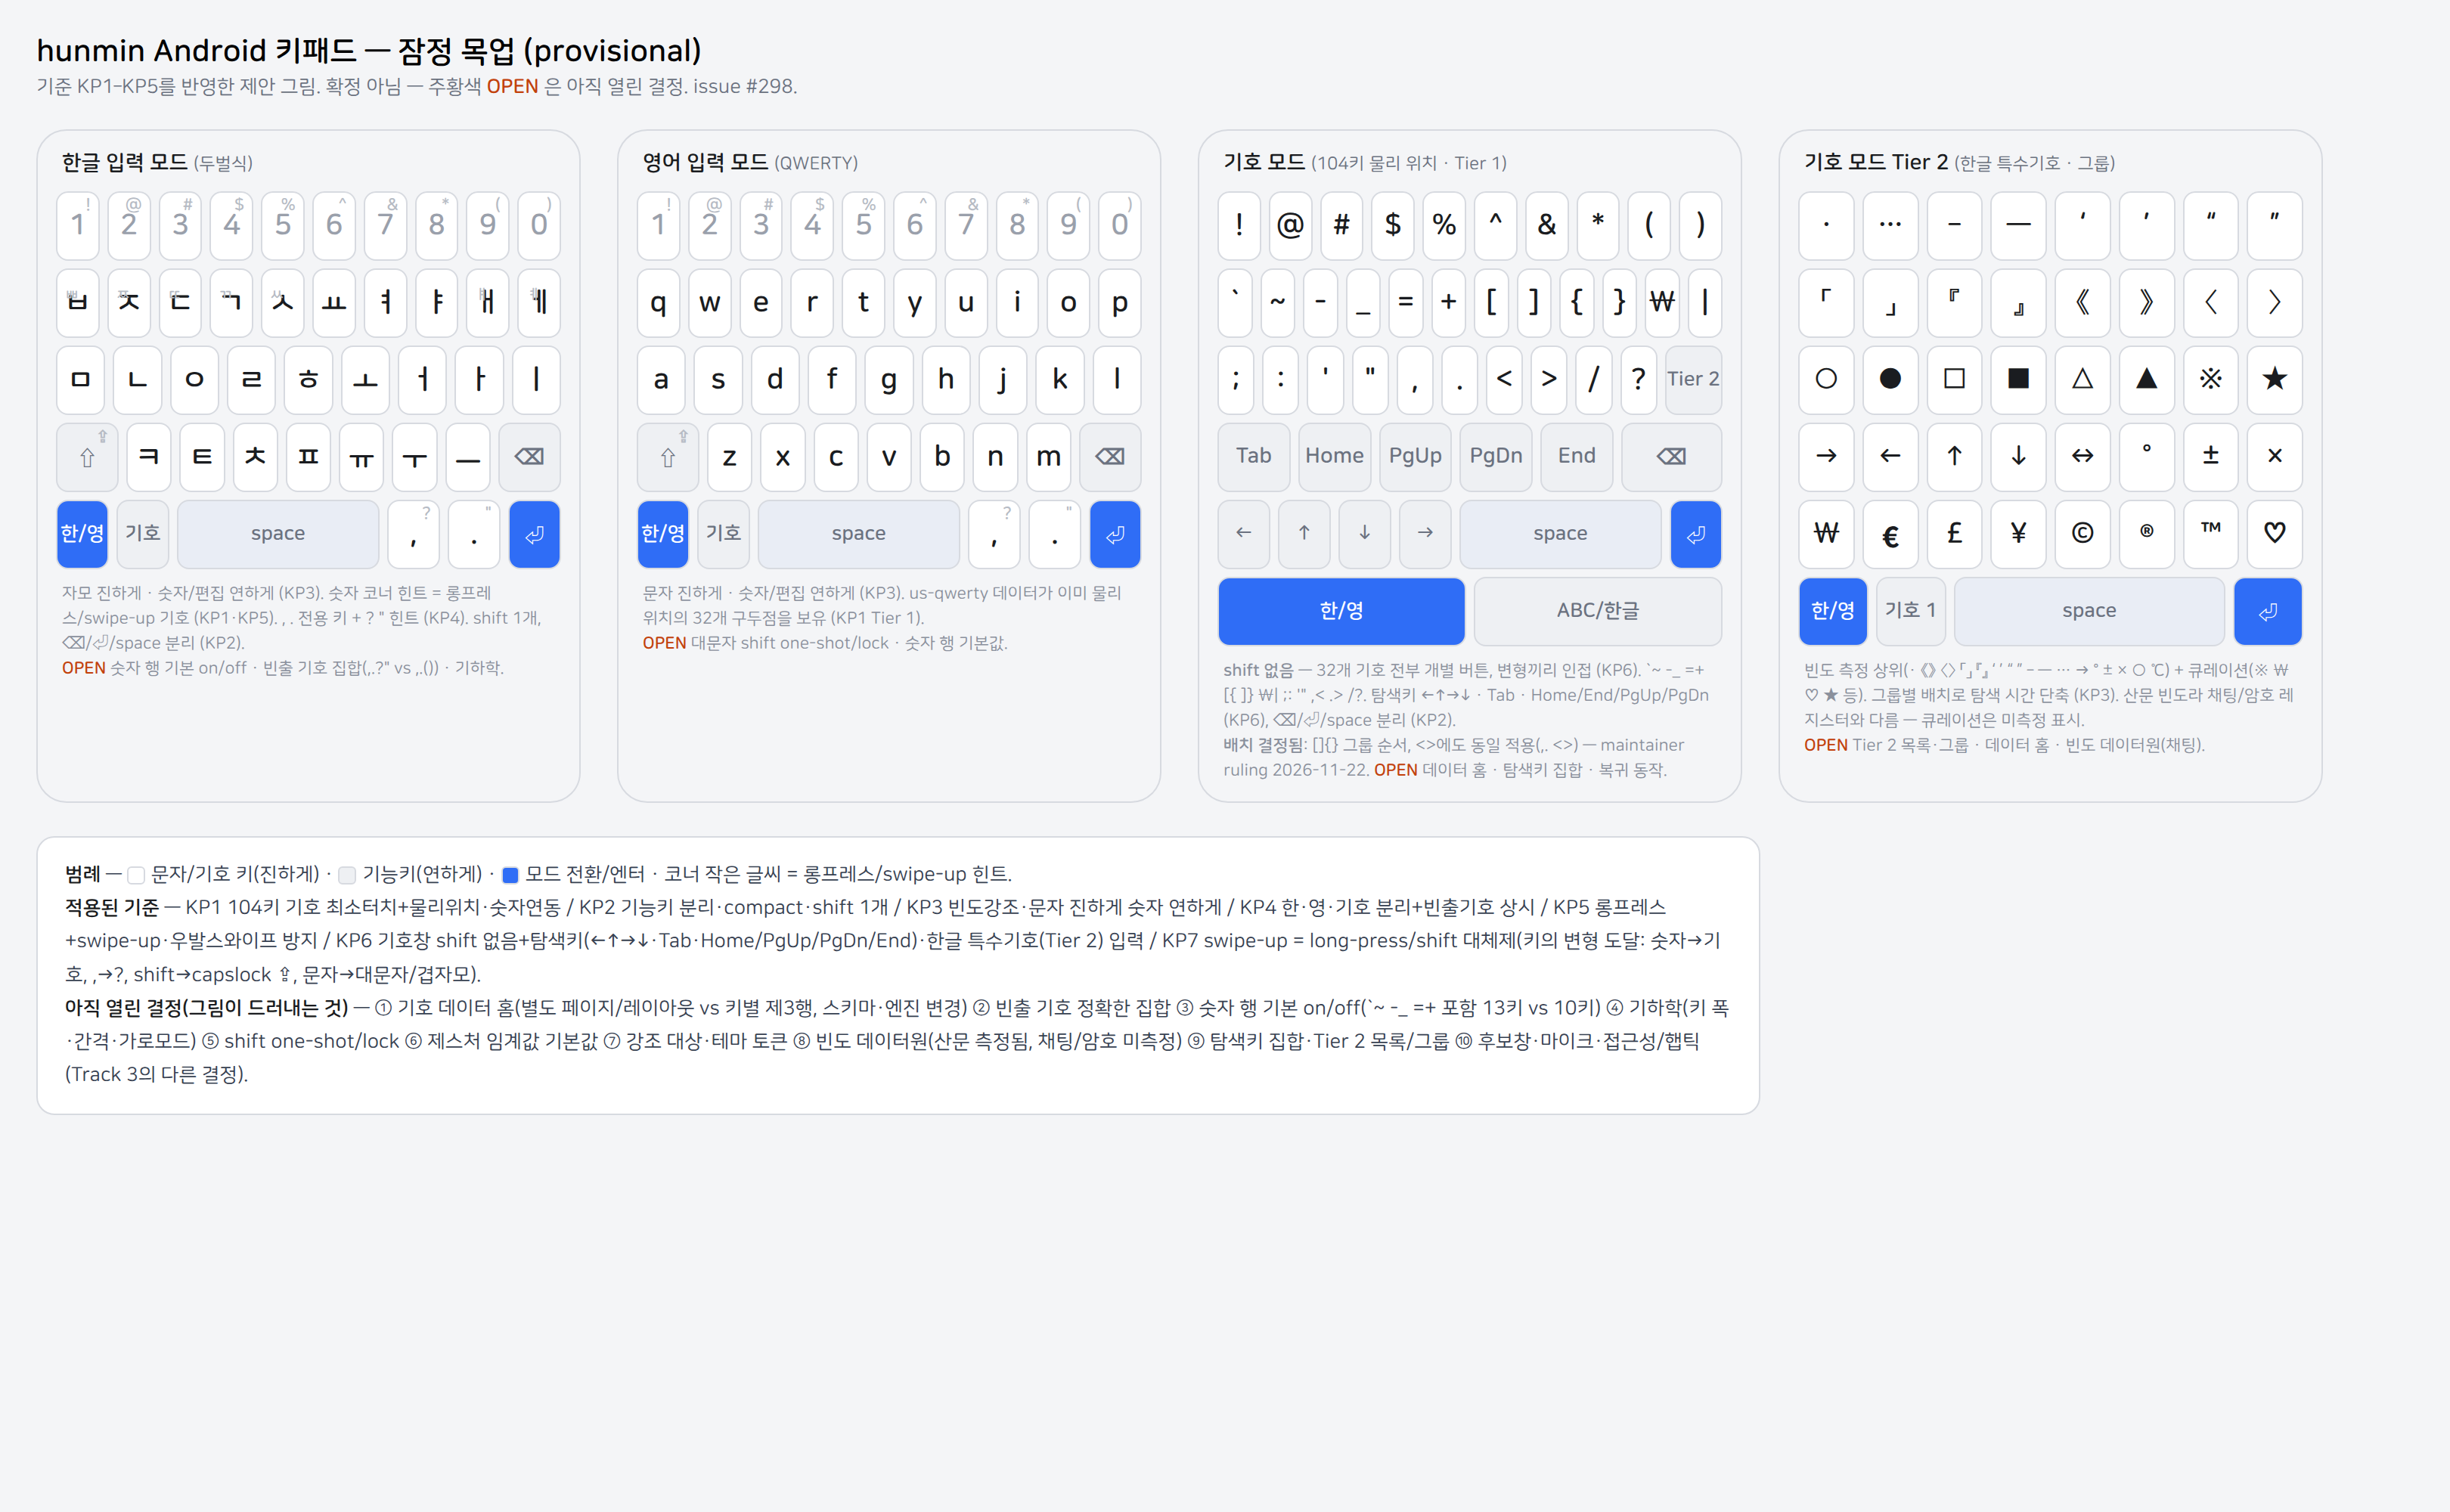 hunmin Android 키패드 — 잠정 목업 (provisional)
기준 KP1–KP5를 반영한 제안 그림. 확정 아님 — 주황색 OPEN 은 아직 열린 결정. issue #298.
한글 입력 모드 (두벌식)
! @ # $ % ^ & * ( )
1 2 3 4 5 6 7 8 9 0
ㅃ ㅉ ㄸ ㄲ ㅆ ㅒ ㅖ
ㅂ ㅈ ㄷ ㄱ ㅅ ㅛ ㅕ ㅑ ㅐ ㅔ
ㅁ ㄴ ㅇ ㄹ ㅎ ㅗ ㅓ ㅏ ㅣ
⇧ ⇪ ㅋ ㅌ ㅊ ㅍ ㅠ ㅜ ㅡ ⌫
한/영 기호 space , ? . " ⏎
자모 진하게 · 숫자/편집 연하게 (KP3). 숫자 코너 힌트 = 롱프레
스/swipe-up 기호 (KP1·KP5). , . 전용 키 + ? " 힌트 (KP4). shift 1개,
⌫/⏎/space 분리 (KP2).
OPEN 숫자 행 기본 on/off · 빈출 기호 집합(,.?" vs ,.()) · 기하학.
영어 입력 모드 (QWERTY)
! @ # $ % ^ & * ( )
1 2 3 4 5 6 7 8 9 0
q w e r t y u i o p
a s d f g h j k l
⇧ ⇪ z x c v b n m ⌫
한/영 기호 space , ? . " ⏎
문자 진하게 · 숫자/편집 연하게 (KP3). us-qwerty 데이터가 이미 물리
위치의 32개 구두점을 보유 (KP1 Tier 1).
OPEN 대문자 shift one-shot/lock · 숫자 행 기본값.
기호 모드 (104키 물리 위치 · Tier 1)
! @ # $ % ^ & * ( )
` ~ - _ = + [ ] { } ₩ |
; : ' " , . < > / ? Tier 2
Tab Home PgUp PgDn End ⌫
← ↑ ↓ → space ⏎
한/영 ABC/한글
shift 없음 — 32개 기호 전부 개별 버튼, 변형끼리 인접 (KP6). `~ -_ =+
[{ ]} ₩| ;: '" ,< .> /?. 탐색키 ←↑→↓ · Tab · Home/End/PgUp/PgDn
(KP6), ⌫/⏎/space 분리 (KP2).
배치 결정됨: []{} 그룹 순서, <>에도 동일 적용(,. <>) — maintainer
ruling 2026-11-22. OPEN 데이터 홈 · 탐색키 집합 · 복귀 동작.
기호 모드 Tier 2 (한글 특수기호 · 그룹)
· … – — ‘ ’ “ ”
「 」 『 』 《 》 〈 〉
○ ● □ ■ △ ▲ ※ ★
→ ← ↑ ↓ ↔ ° ± ×
₩ € £ ¥ © ® ™ ♡
한/영 기호 1 space ⏎
빈도 측정 상위(· 《》 〈〉「」『』 ‘ ’ “ ” – — … → ° ± × ○ ℃) + 큐레이션(※ ₩
♡ ★ 등). 그룹별 배치로 탐색 시간 단축 (KP3). 산문 빈도라 채팅/암호 레
지스터와 다름 — 큐레이션은 미측정 표시.
OPEN Tier 2 목록·그룹 · 데이터 홈 · 빈도 데이터원(채팅).
범례 — 문자/기호 키(진하게) · 기능키(연하게) · 모드 전환/엔터 · 코너 작은 글씨 = 롱프레스/swipe-up 힌트.
적용된 기준 — KP1 104키 기호 최소터치+물리위치·숫자연동 / KP2 기능키 분리·compact·shift 1개 / KP3 빈도강조·문자 진하게 숫자 연하게 / KP4 한·영·기호 분리+빈출기호 상시 / KP5 롱프레스
+swipe-up·우발스와이프 방지 / KP6 기호창 shift 없음+탐색키(←↑→↓·Tab·Home/PgUp/PgDn/End)·한글 특수기호(Tier 2) 입력 / KP7 swipe-up = long-press/shift 대체제(키의 변형 도달: 숫자→기
호, ,→?, shift→capslock ⇪, 문자→대문자/겹자모).
아직 열린 결정(그림이 드러내는 것) — ① 기호 데이터 홈(별도 페이지/레이아웃 vs 키별 제3행, 스키마·엔진 변경) ② 빈출 기호 정확한 집합 ③ 숫자 행 기본 on/off(`~ -_ =+ 포함 13키 vs 10키) ④ 기하학(키 폭
·간격·가로모드) ⑤ shift one-shot/lock ⑥ 제스처 임계값 기본값 ⑦ 강조 대상·테마 토큰 ⑧ 빈도 데이터원(산문 측정됨, 채팅/암호 미측정) ⑨ 탐색키 집합·Tier 2 목록/그룹 ⑩ 후보창·마이크·접근성/햅틱
(Track 3의 다른 결정).